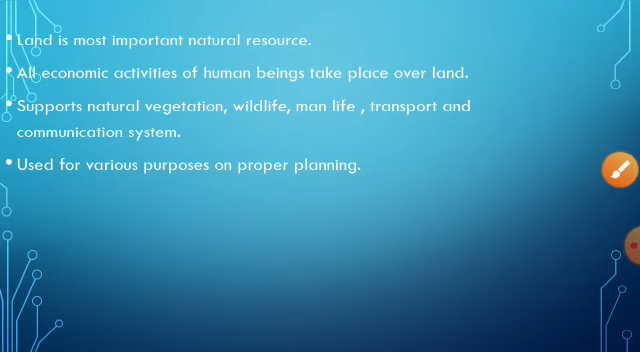 • Land is most important natural resource.
• All economic activities of human beings take place over land.
• Supports natural vegetation, wildlife, man life , transport and
communication system.
• Used for various purposes on proper planning.